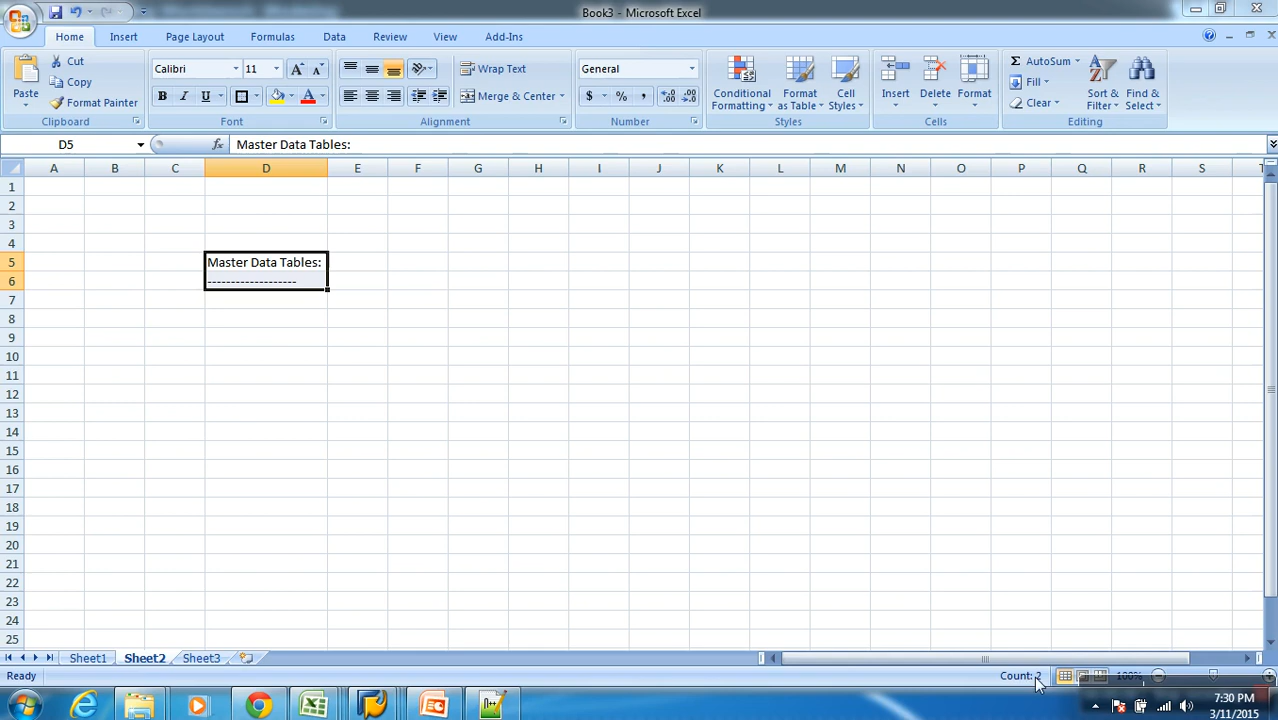 Book3 - Microsoft Excel
Home Insert Page Layout Formulas Data Review View Add-Ins
Paste Cut Copy Format Painter
Clipboard
Calibri 11
B I U
Font
Wrap Text
Merge & Center
Alignment
General
$ % ,
Number
Conditional Formatting Format as Table Cell Styles
Styles
Insert Delete Format
Cells
Σ AutoSum Fill Clear
Sort & Filter Find & Select
Editing
D5 fx Master Data Tables:
A B C D E F G H I J K L M N O P Q R S T
1
2
3
4
5 Master Data Tables:
6 -------------------
7
8
9
10
11
12
13
14
15
16
17
18
19
20
21
22
23
24
25
Sheet1 Sheet2 Sheet3
Ready Count: 2 100%
7:30 PM
3/11/2015